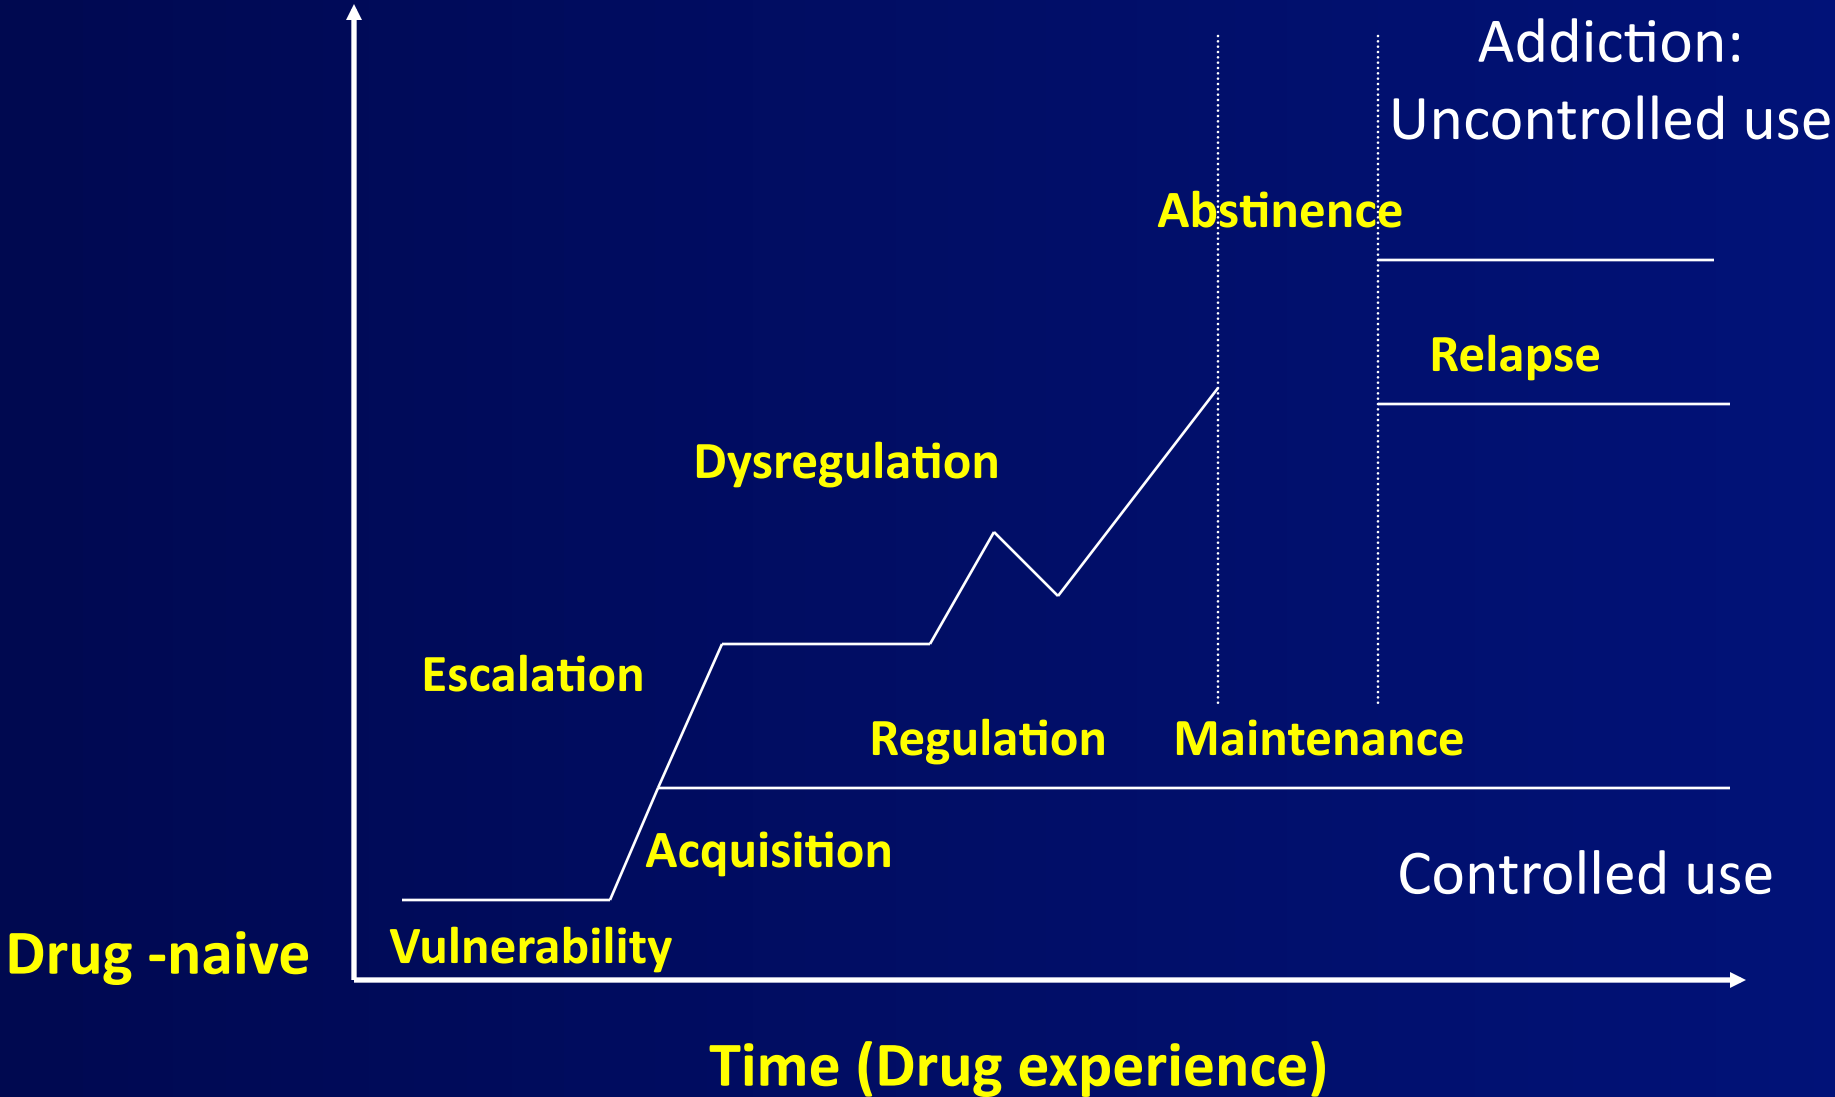 Addiction:
Uncontrolled use
Abstinence
Relapse
Dysregulation
Escalation
Regulation
Maintenance
Acquisition
Controlled use
Vulnerability
Drug -naive
Time (Drug experience)